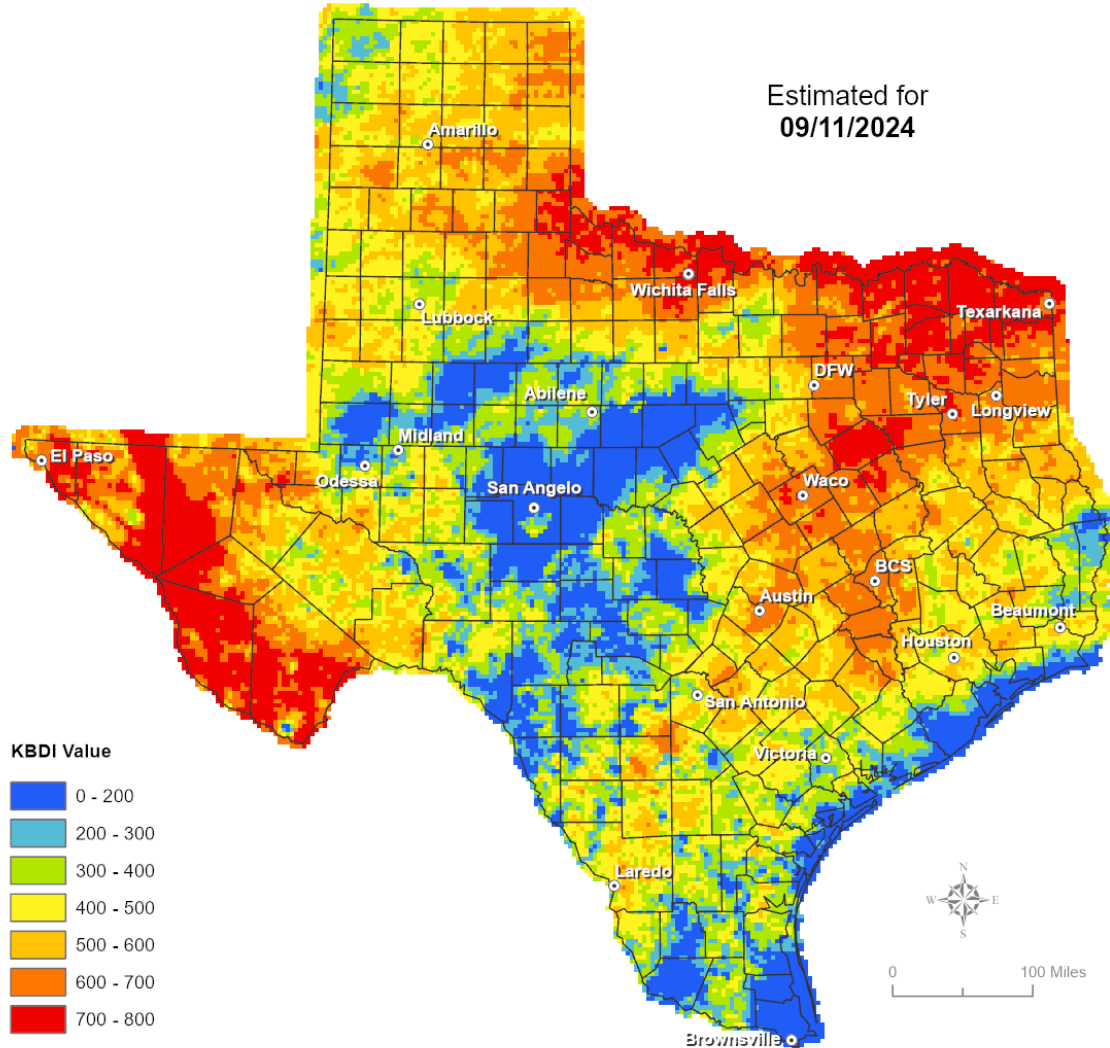 Estimated for
09/11/2024
Amarillo
Wichita Falls
Lubbock
Texarkana
DFW
Abilene
Tyler
Longview
Midland
El Paso
Odessa
San Angelo
Waco
BCS
Austin
Beaumont
Houston
San Antonio
Victoria
KBDI Value
0 - 200
200 - 300
300 - 400
400 - 500
500 - 600
600 - 700
700 - 800
Laredo
N
W E
S
0 100 Miles
Brownsville